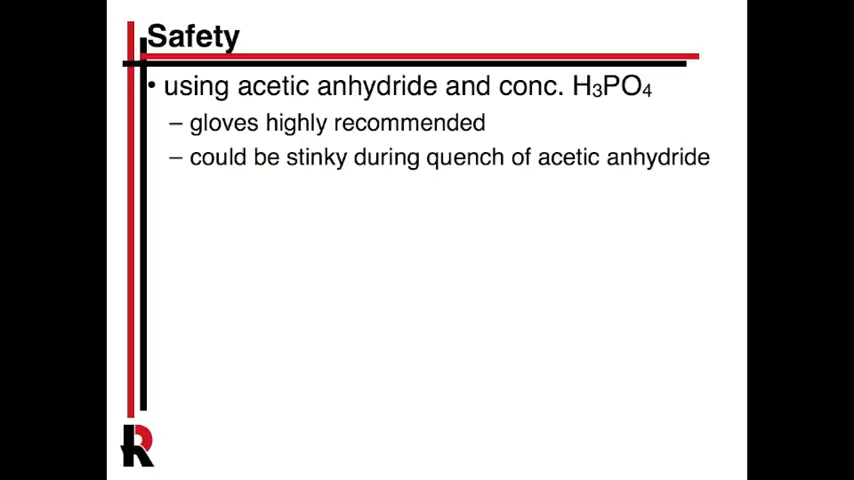 Safety
• using acetic anhydride and conc. H₃PO₄
– gloves highly recommended
– could be stinky during quench of acetic anhydride